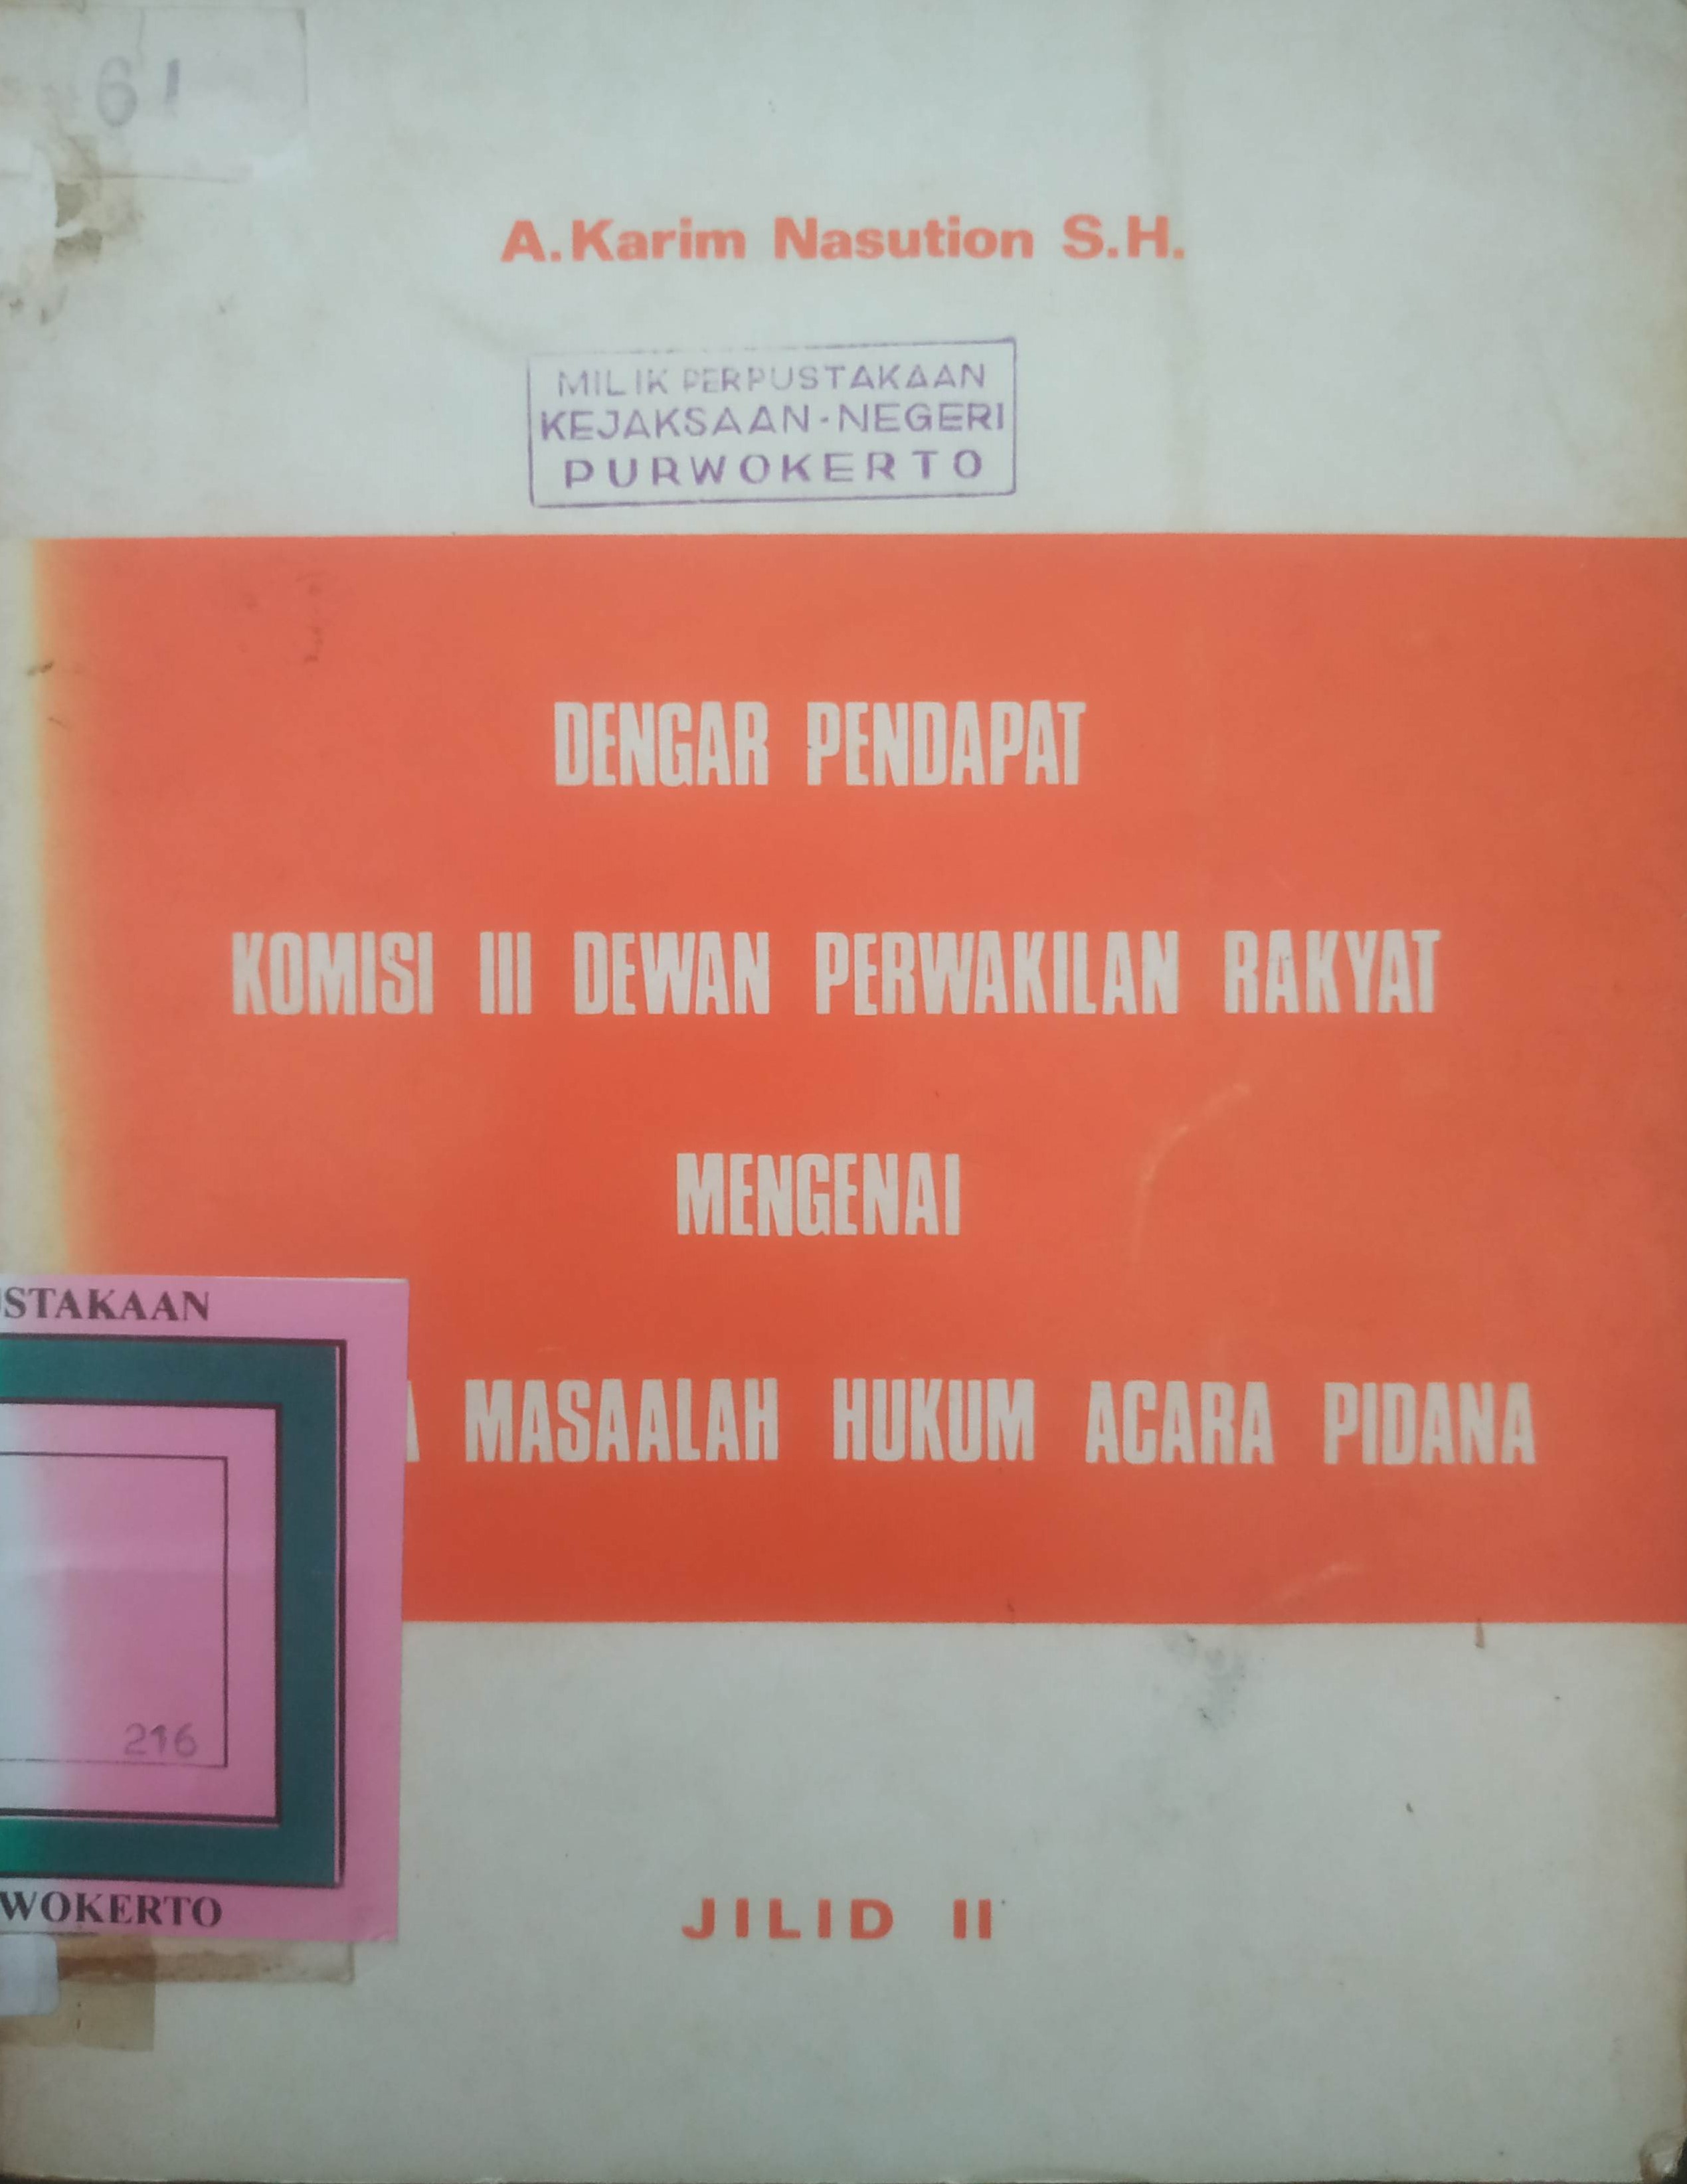 61
A. Karim Nasution S.H.
MILIK PERPUSTAKAAN
KEJAKSAAN-NEGERI
PURWOKERTO
DENGAR PENDAPAT
KOMISI III DEWAN PERWAKILAN RAKYAT
MENGENAI
MASAALAH HUKUM ACARA PIDANA
STAKAAN
216
WOKERTO
JILID II